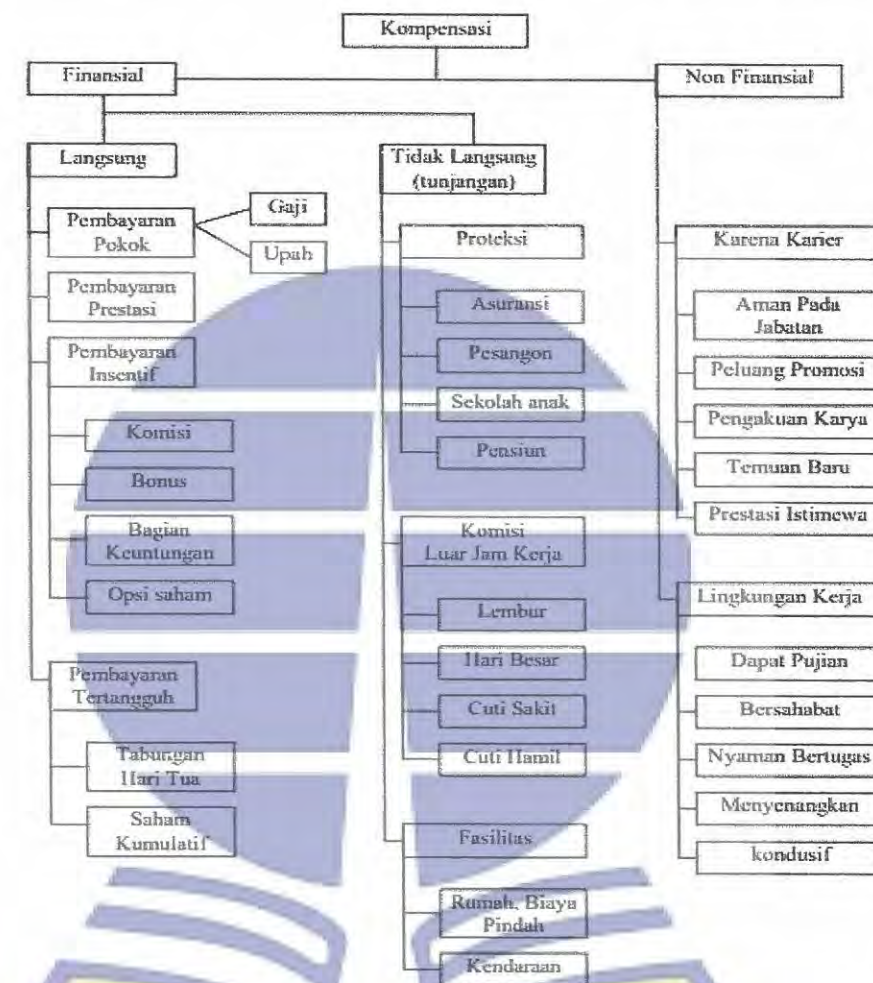 Kompensasi
Finansial
Non Finansial
Langsung
Tidak Langsung
(tunjangan)
Pembayaran
Pokok
Gaji
Upah
Pembayaran
Prestasi
Pembayaran
Insentif
Komisi
Bonus
Bagian
Keuntungan
Opsi saham
Pembayaran
Tertangguh
Tabungan
Hari Tua
Saham
Kumulatif
Proteksi
Asuransi
Pesangon
Sekolah anak
Pensiun
Komisi
Luar Jam Kerja
Lembur
Hari Besar
Cuti Sakit
Cuti Hamil
Fasilitas
Rumah, Biaya
Pindah
Kendaraan
Karena Karier
Aman Pada
Jabatan
Peluang Promosi
Pengakuan Karya
Temuan Baru
Prestasi Istimewa
Lingkungan Kerja
Dapat Pujian
Bersahabat
Nyaman Bertugas
Menyenangkan
kondusif